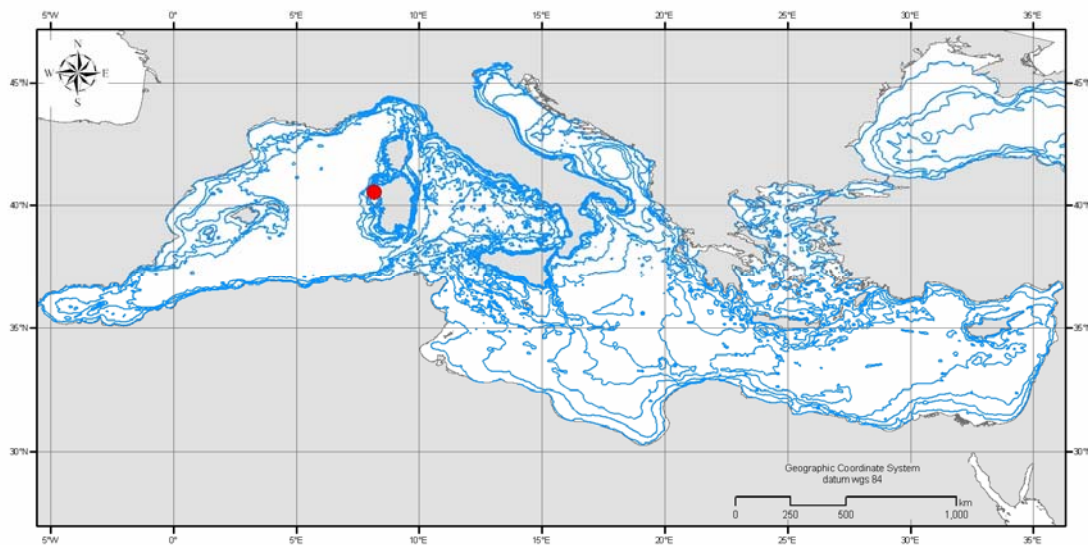 5°W 0° 5°E 10°E 15°E 20°E 25°E 30°E 35°E
N
W E
S
45°N 45°N
40°N 40°N
35°N 35°N
30°N 30°N
Geographic Coordinate System
datum wgs 84
km
0 250 500 1,000
5°W 0° 5°E 10°E 15°E 20°E 25°E 30°E 35°E